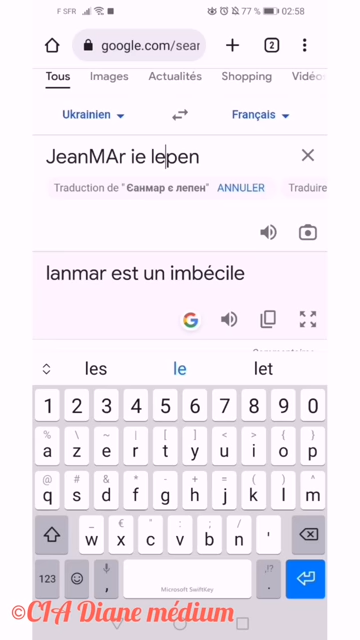 F SFR 77 % 02:58
google.com/sear 2
Tous Images Actualités Shopping Vidéos
Ukrainien Français
JeanMAr ie lepen
Traduction de "Єанмар є лепен" ANNULER Traduire
lanmar est un imbécile
les le let
1 2 3 4 5 6 7 8 9 0
% \ ~ | [ ] < > { }
a z e r t y u i o p
@ # & * - + = ( ) ^
q s d f g h j k l m
_ € " : ; / ?
w x c v b n '
123 , Microsoft SwiftKey ,!? .
©CIA Diane médium